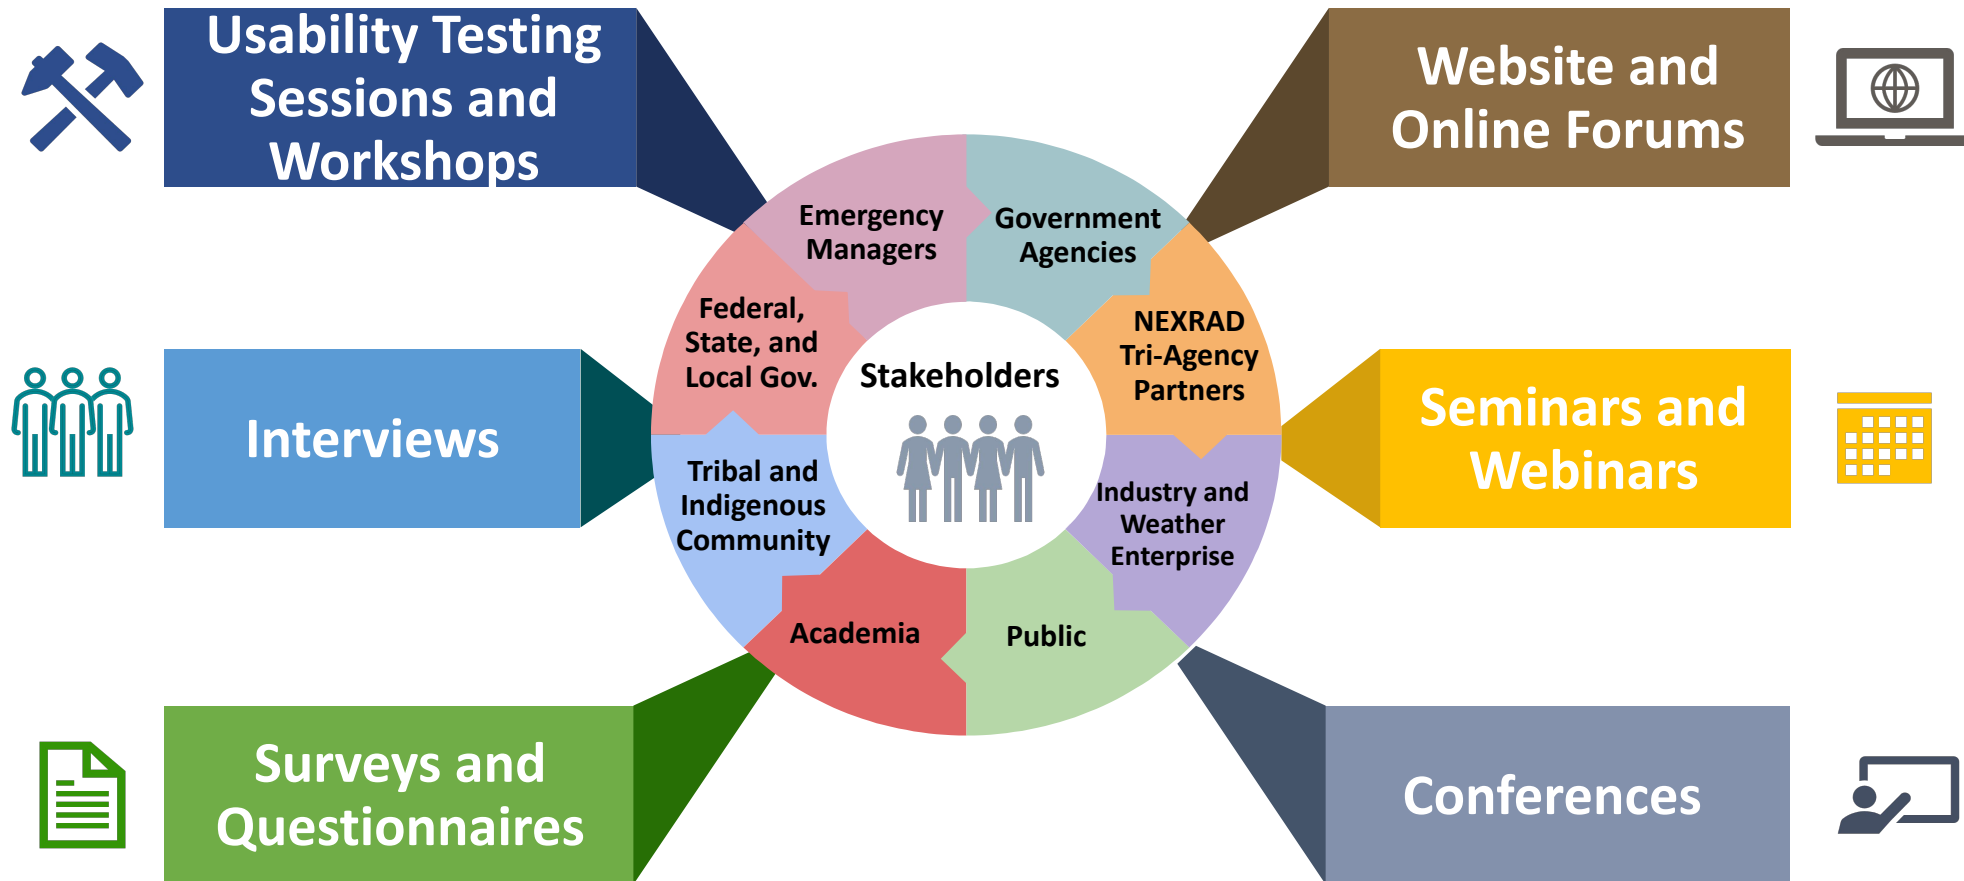 Usability Testing
Sessions and
Workshops
Website and
Online Forums
Emergency
Managers
Government
Agencies
Federal,
State, and
Local Gov.
NEXRAD
Tri-Agency
Partners
Stakeholders
Interviews
Seminars and
Webinars
Tribal and
Indigenous
Community
Industry and
Weather
Enterprise
Academia
Public
Surveys and
Questionnaires
Conferences